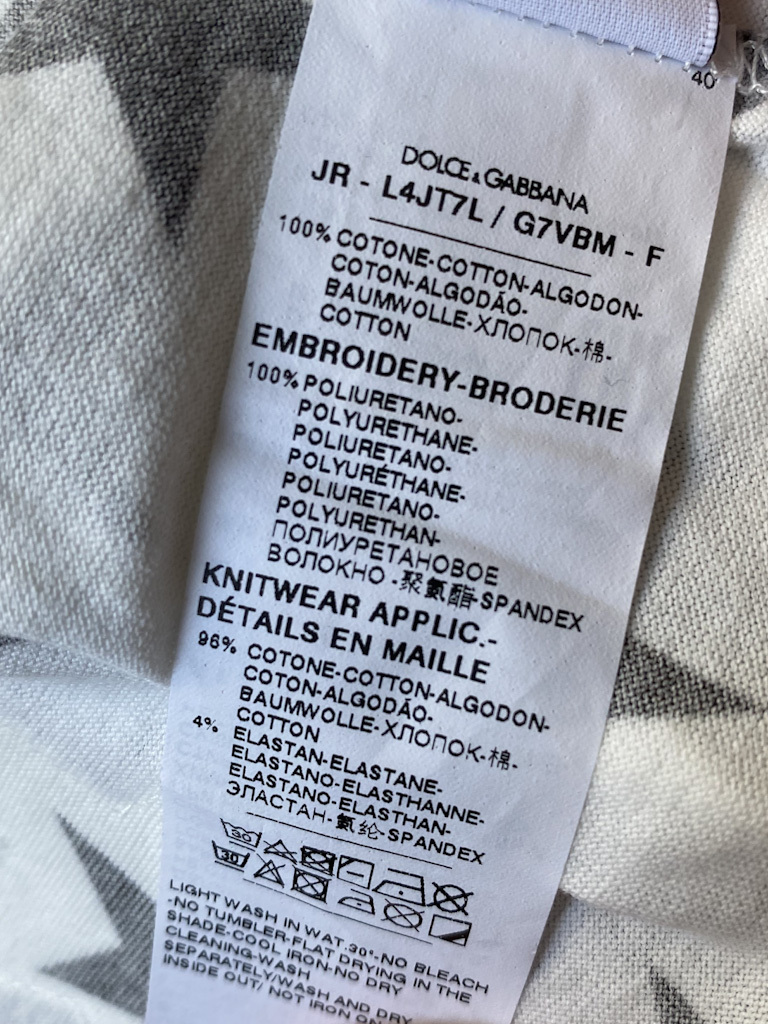 40
DOLCE & GABBANA
JR - L4JT7L / G7VBM - F
100% COTONE-COTTON-ALGODON-
COTON-ALGODÃO-
BAUMWOLLE-ХЛОПОК-棉-
COTTON
EMBROIDERY-BRODERIE
100% POLIURETANO-
POLYURETHANE-
POLIURETANO-
POLYURÉTHANE-
POLIURETANO-
POLYURETHAN-
ПОЛИУРЕТАНОВОЕ
ВОЛОКНО-聚氨酯-SPANDEX
KNITWEAR APPLIC.-
DÉTAILS EN MAILLE
96% COTONE-COTTON-ALGODON-
COTON-ALGODÃO-
BAUMWOLLE-ХЛОПОК-棉-
COTTON
4% ELASTAN-ELASTANE-
ELASTANO-ELASTHANNE-
ELASTANO-ELASTHAN-
ЭЛАСТАН-氨纶-SPANDEX
30
30
LIGHT WASH IN WAT.30°-NO BLEACH
-NO TUMBLER-FLAT DRYING IN THE
SHADE-COOL IRON-NO DRY
CLEANING-WASH
SEPARATELY/WASH AND DRY
INSIDE OUT/ NOT IRON ON